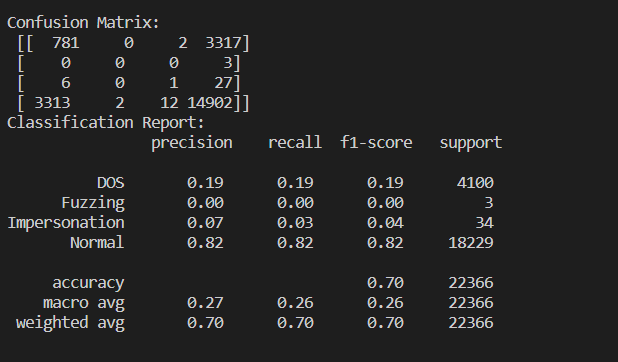 Confusion Matrix:
[[ 781 0 2 3317]
[ 0 0 0 3]
[ 6 0 1 27]
[ 3313 2 12 14902]]
Classification Report:
precision recall f1-score support
DOS 0.19 0.19 0.19 4100
Fuzzing 0.00 0.00 0.00 3
Impersonation 0.07 0.03 0.04 34
Normal 0.82 0.82 0.82 18229
accuracy 0.70 22366
macro avg 0.27 0.26 0.26 22366
weighted avg 0.70 0.70 0.70 22366